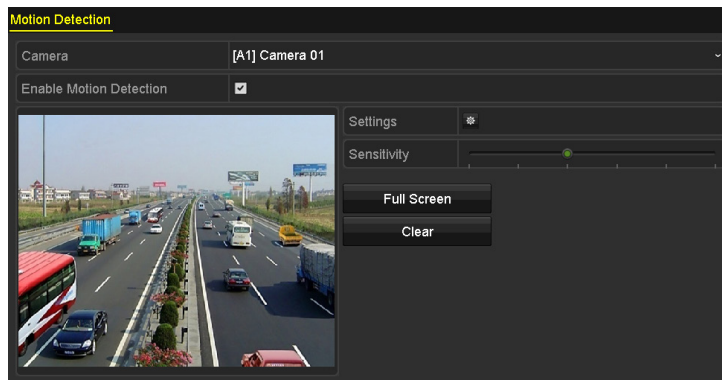 Motion Detection
Camera
[A1] Camera 01
Enable Motion Detection
Settings
Sensitivity
Full Screen
Clear